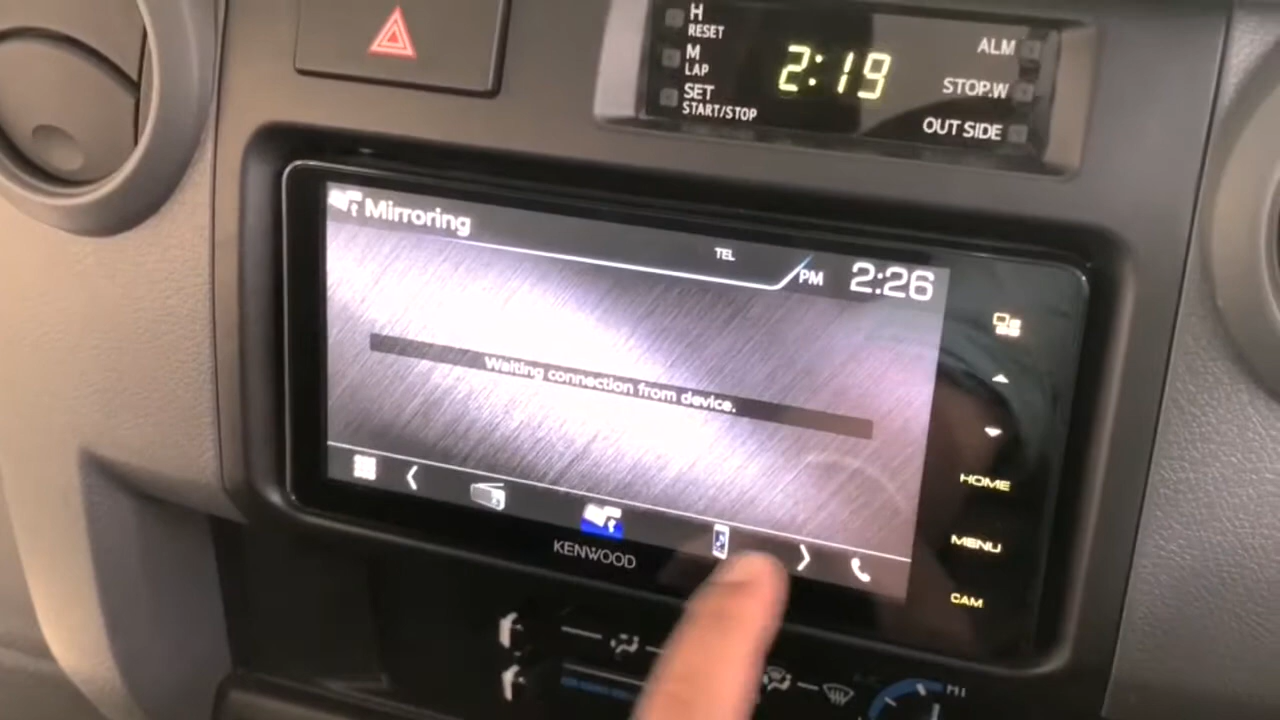 H
RESET
M
LAP
SET
START/STOP
2:19
ALM
STOP.W
OUT SIDE
Mirroring
TEL
PM 2:26
Waiting connection from device.
HOME
MENU
CAM
KENWOOD
HI